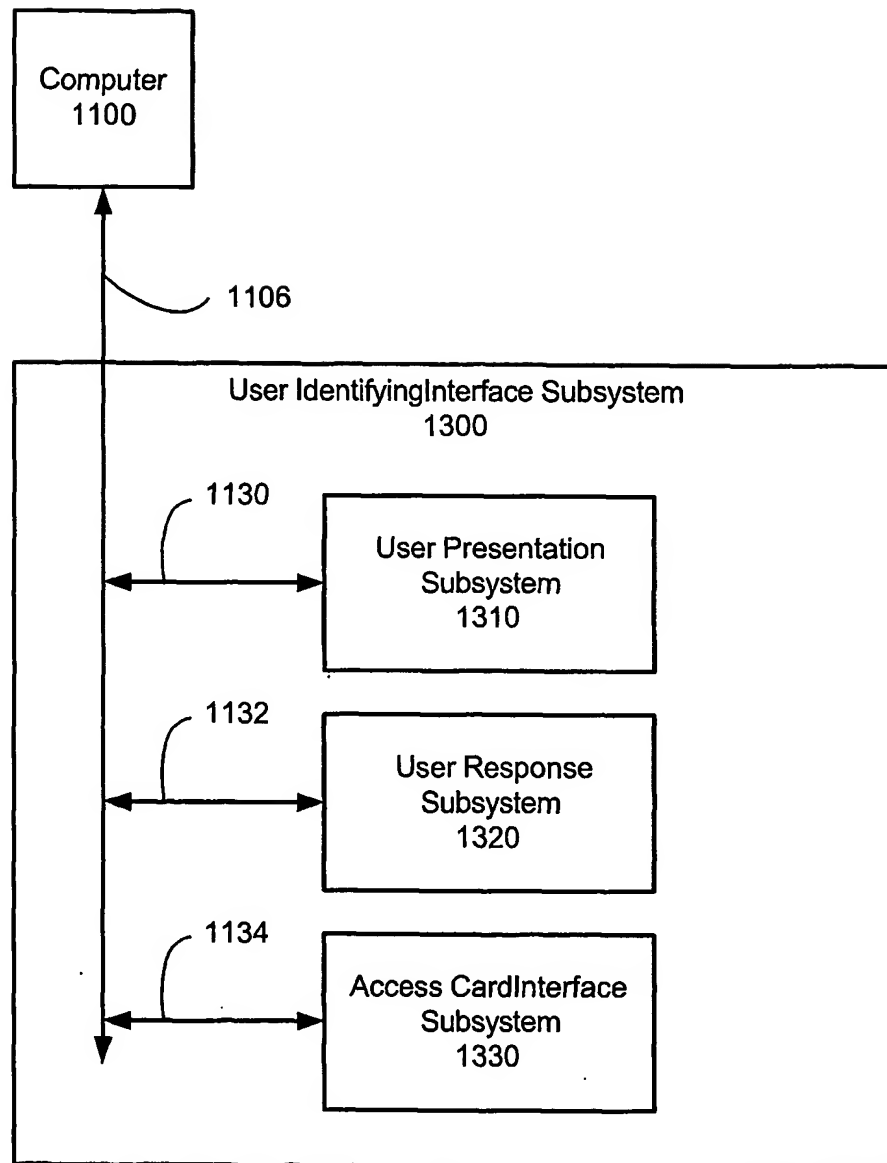 Computer
1100
1106
User IdentifyingInterface Subsystem
1300
1130
User Presentation
Subsystem
1310
1132
User Response
Subsystem
1320
1134
Access CardInterface
Subsystem
1330